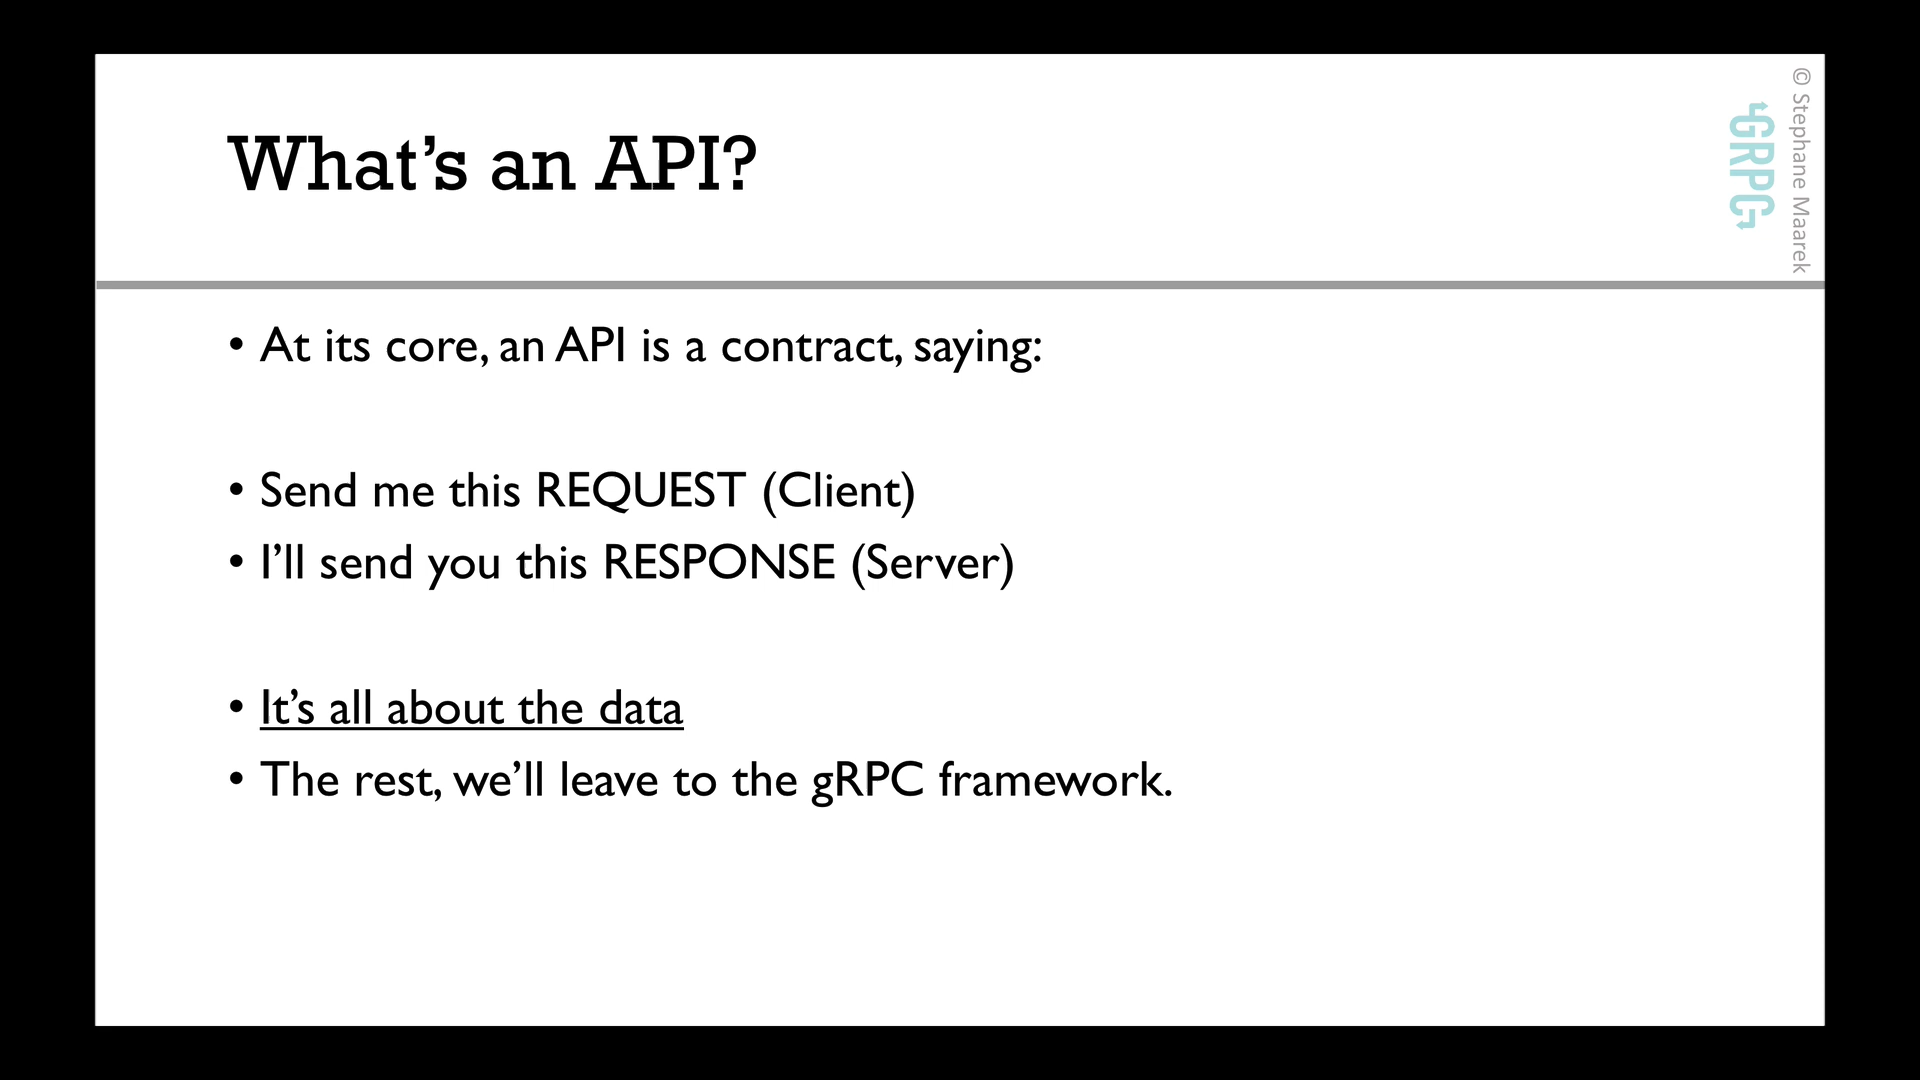 What’s an API?
© Stephane Maarek
GRPC
• At its core, an API is a contract, saying:
• Send me this REQUEST (Client)
• I’ll send you this RESPONSE (Server)
• It’s all about the data
• The rest, we’ll leave to the gRPC framework.